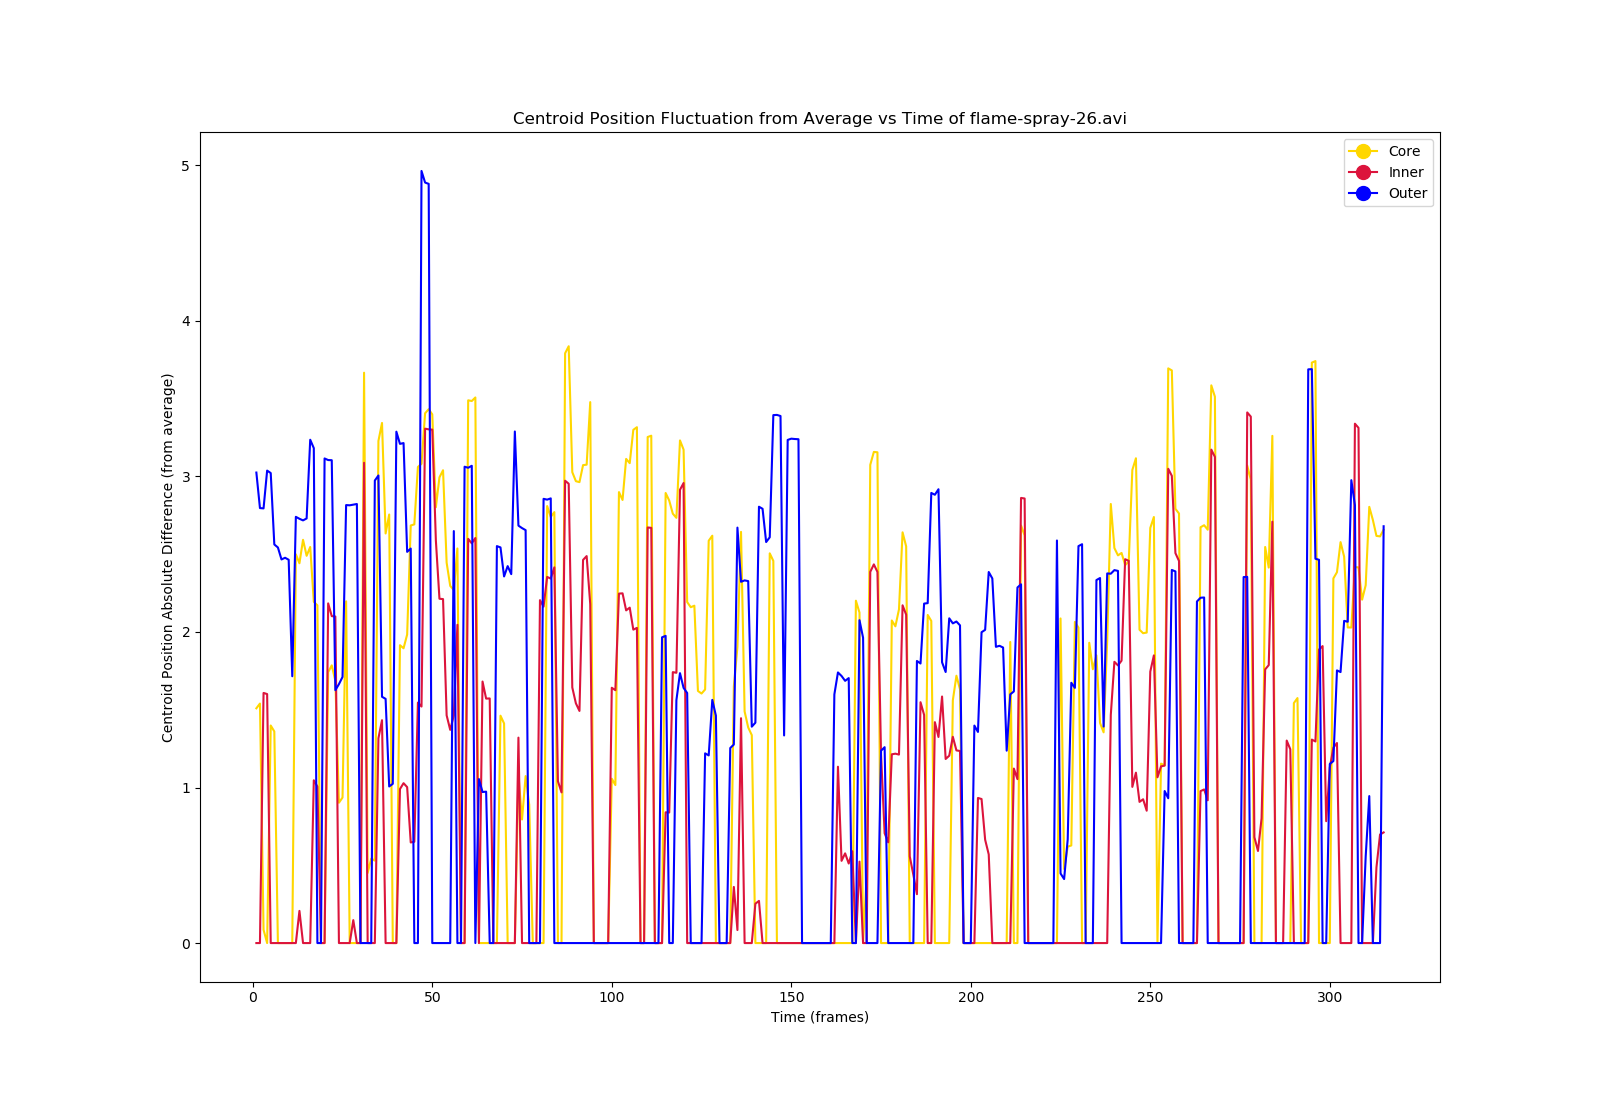 Centroid Position Fluctuation from Average vs Time of flame-spray-26.avi
Core
Inner
Outer
Centroid Position Absolute Difference (from average)
5
4
3
2
1
0
0 50 100 150 200 250 300
Time (frames)